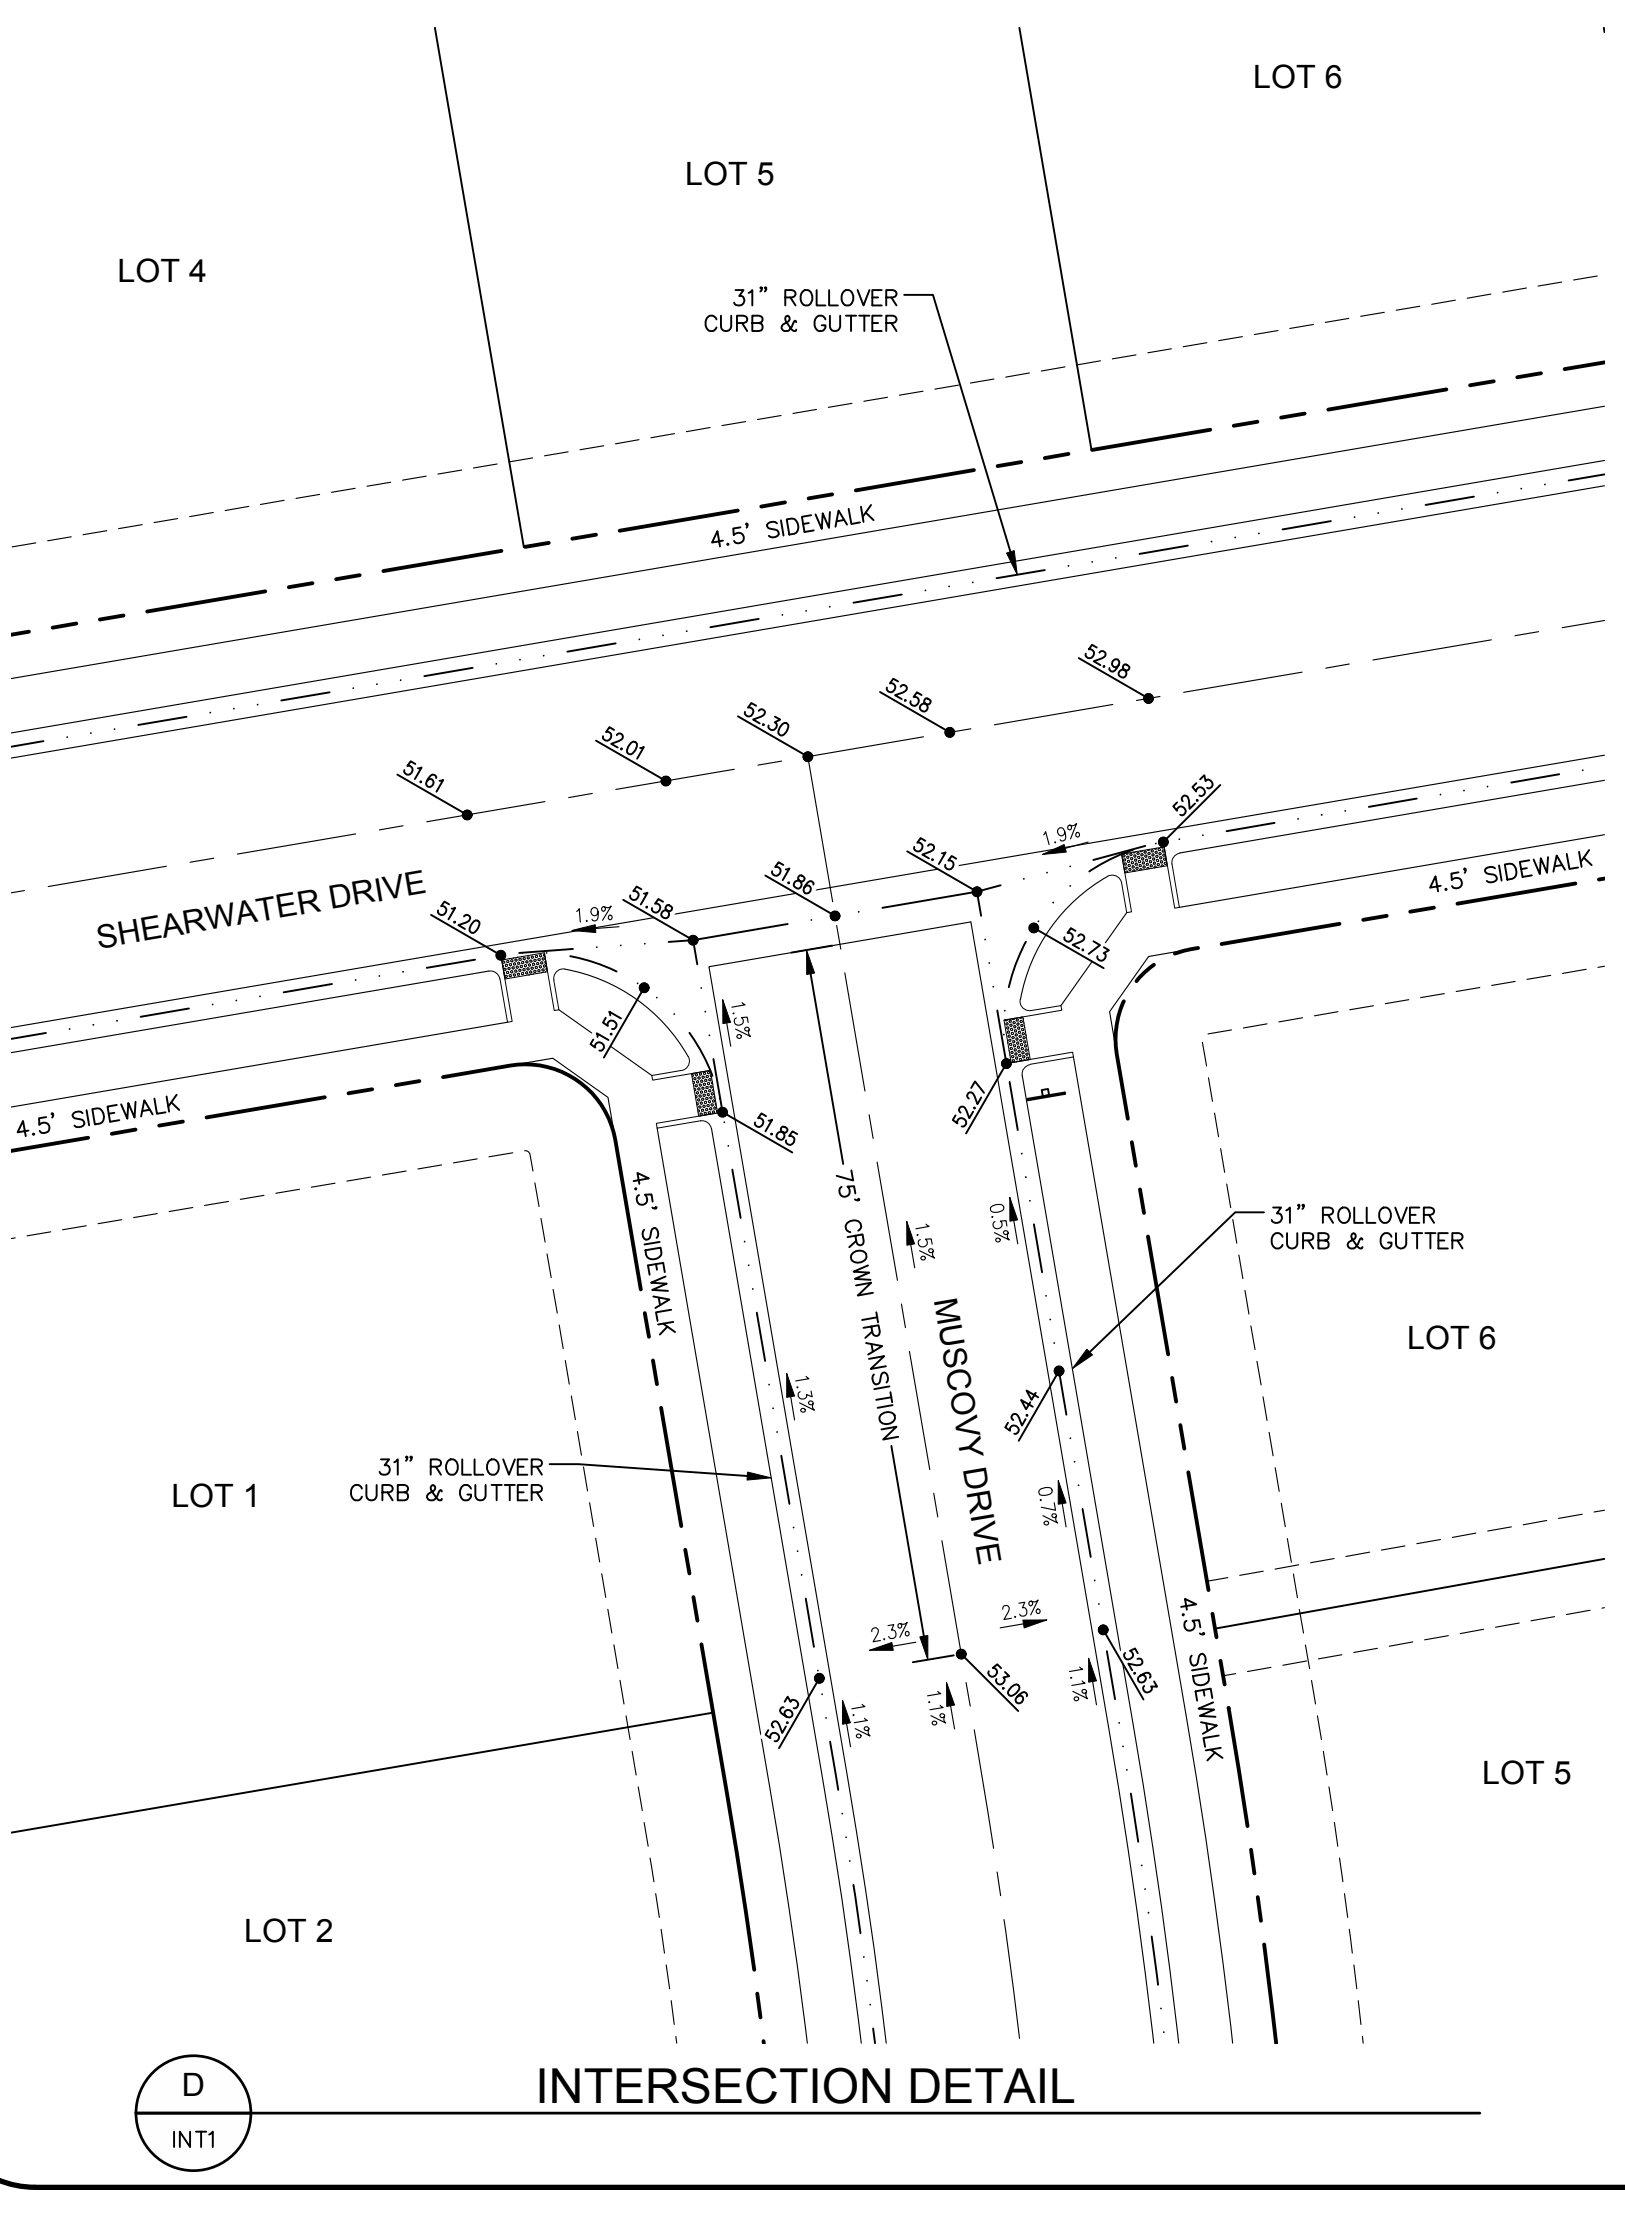 LOT 6
LOT 5
LOT 4
31" ROLLOVER
CURB & GUTTER
4.5' SIDEWALK
52.98
52.58
52.30
52.01
51.61
52.53
1.9%
52.15
4.5' SIDEWALK
51.86
SHEARWATER DRIVE
51.58
51.20
1.9%
52.73
51.51
1.5%
4.5' SIDEWALK
52.27
51.85
75' CROWN TRANSITION
4.5' SIDEWALK
0.5%
1.5%
31" ROLLOVER
CURB & GUTTER
MUSCOVY DRIVE
LOT 6
1.3%
52.44
31" ROLLOVER
CURB & GUTTER
LOT 1
0.7%
2.3%
2.3%
4.5' SIDEWALK
53.06
52.63
52.63
1.1%
1.1%
1.1%
LOT 5
LOT 2
D
INT1
INTERSECTION DETAIL